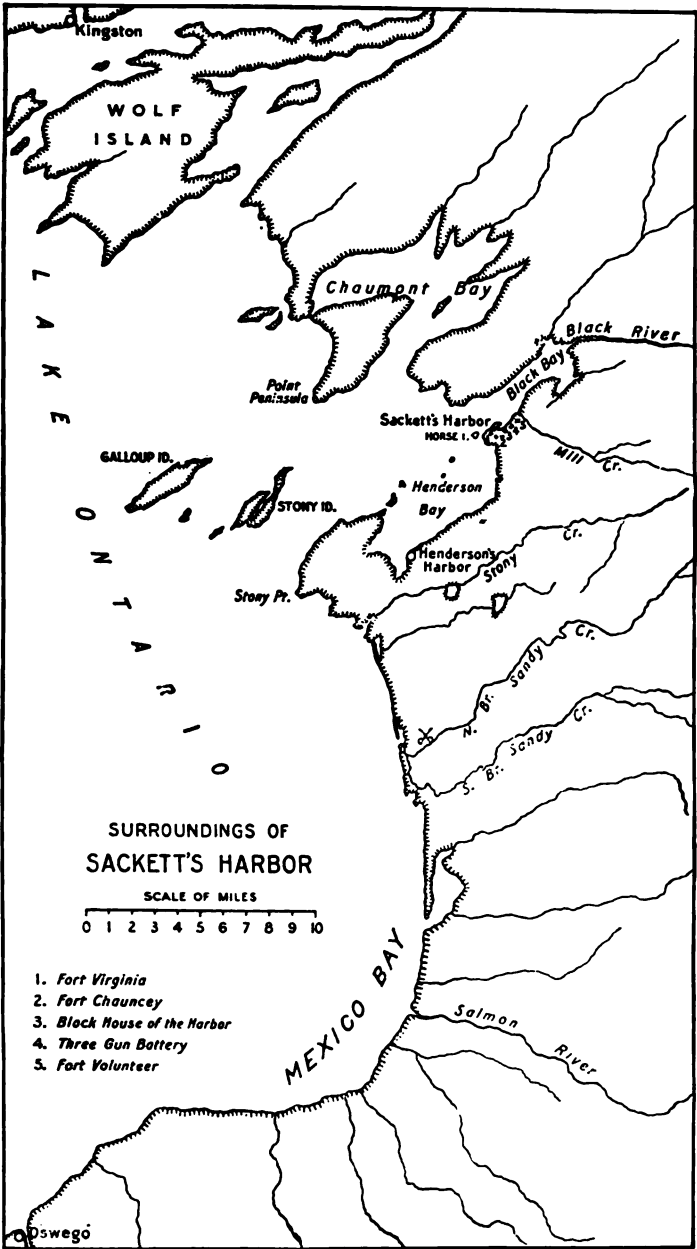 Kingston
WOLF
ISLAND
LAKE ONTARIO
Chaumont Bay
Black River
Black Bay
Point
Peninsula
Sackett's Harbor
HORSE I.
Mill Cr.
GALLOUP ID.
STONY ID.
Henderson
Bay
Henderson's
Harbor
Stony Cr.
Stony Pt.
N. Br. Sandy Cr.
S. Br. Sandy Cr.
SURROUNDINGS OF
SACKETT'S HARBOR
SCALE OF MILES
0 1 2 3 4 5 6 7 8 9 10
1. Fort Virginia
2. Fort Chauncey
3. Block House of the Harbor
4. Three Gun Battery
5. Fort Volunteer
MEXICO BAY
Salmon River
Oswego